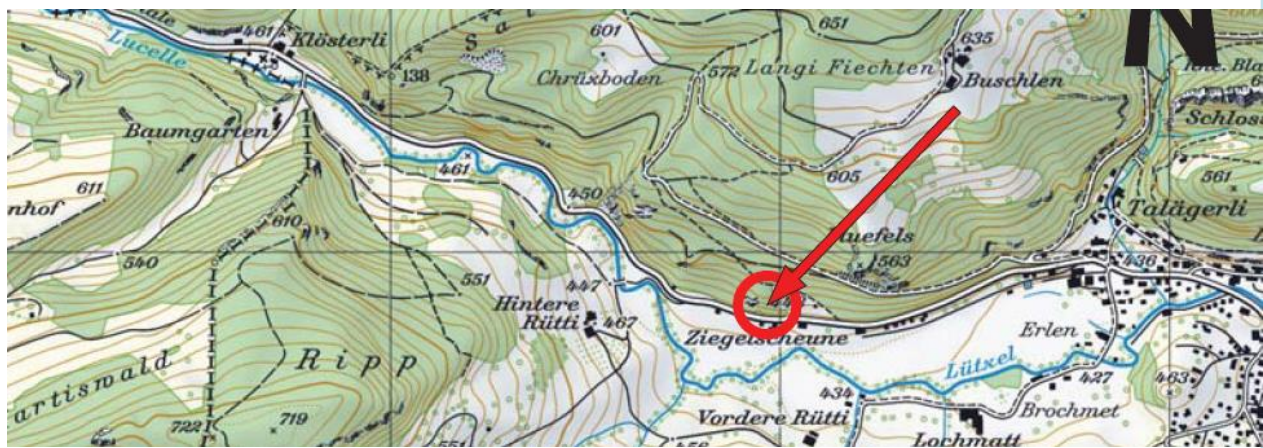 N
Lucelle
461
Klösterli
138
601
Chrüxboden
651
572
Langi Fiechten
635
Buschlen
Schloss
Baumgarten
461
611
450
605
563
561
Talägerli
610
540
551
447
Hintere
Rütti
467
436
Ziegelscheune
Erlen
Lützel
427
463
Ripp
434
Vordere Rütti
Brochmet
719
722
Lochmatt